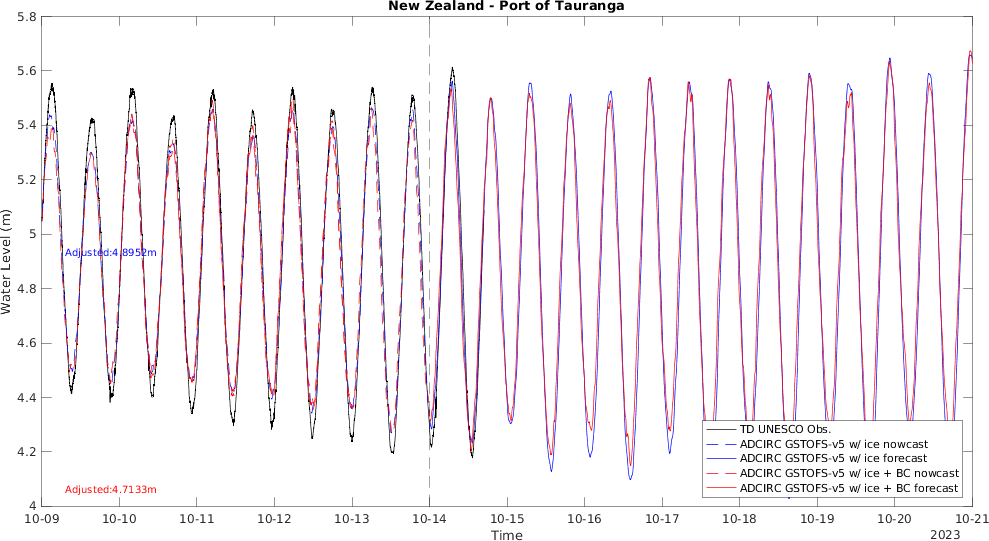 New Zealand - Port of Tauranga
5.8
5.6
5.4
5.2
5
4.8
4.6
4.4
4.2
4
Water Level (m)
Adjusted:4.8952m
Adjusted:4.7133m
TD UNESCO Obs.
ADCIRC GSTOFS-v5 w/ ice nowcast
ADCIRC GSTOFS-v5 w/ ice forecast
ADCIRC GSTOFS-v5 w/ ice + BC nowcast
ADCIRC GSTOFS-v5 w/ ice + BC forecast
10-09 10-10 10-11 10-12 10-13 10-14 10-15 10-16 10-17 10-18 10-19 10-20 10-21
Time
2023